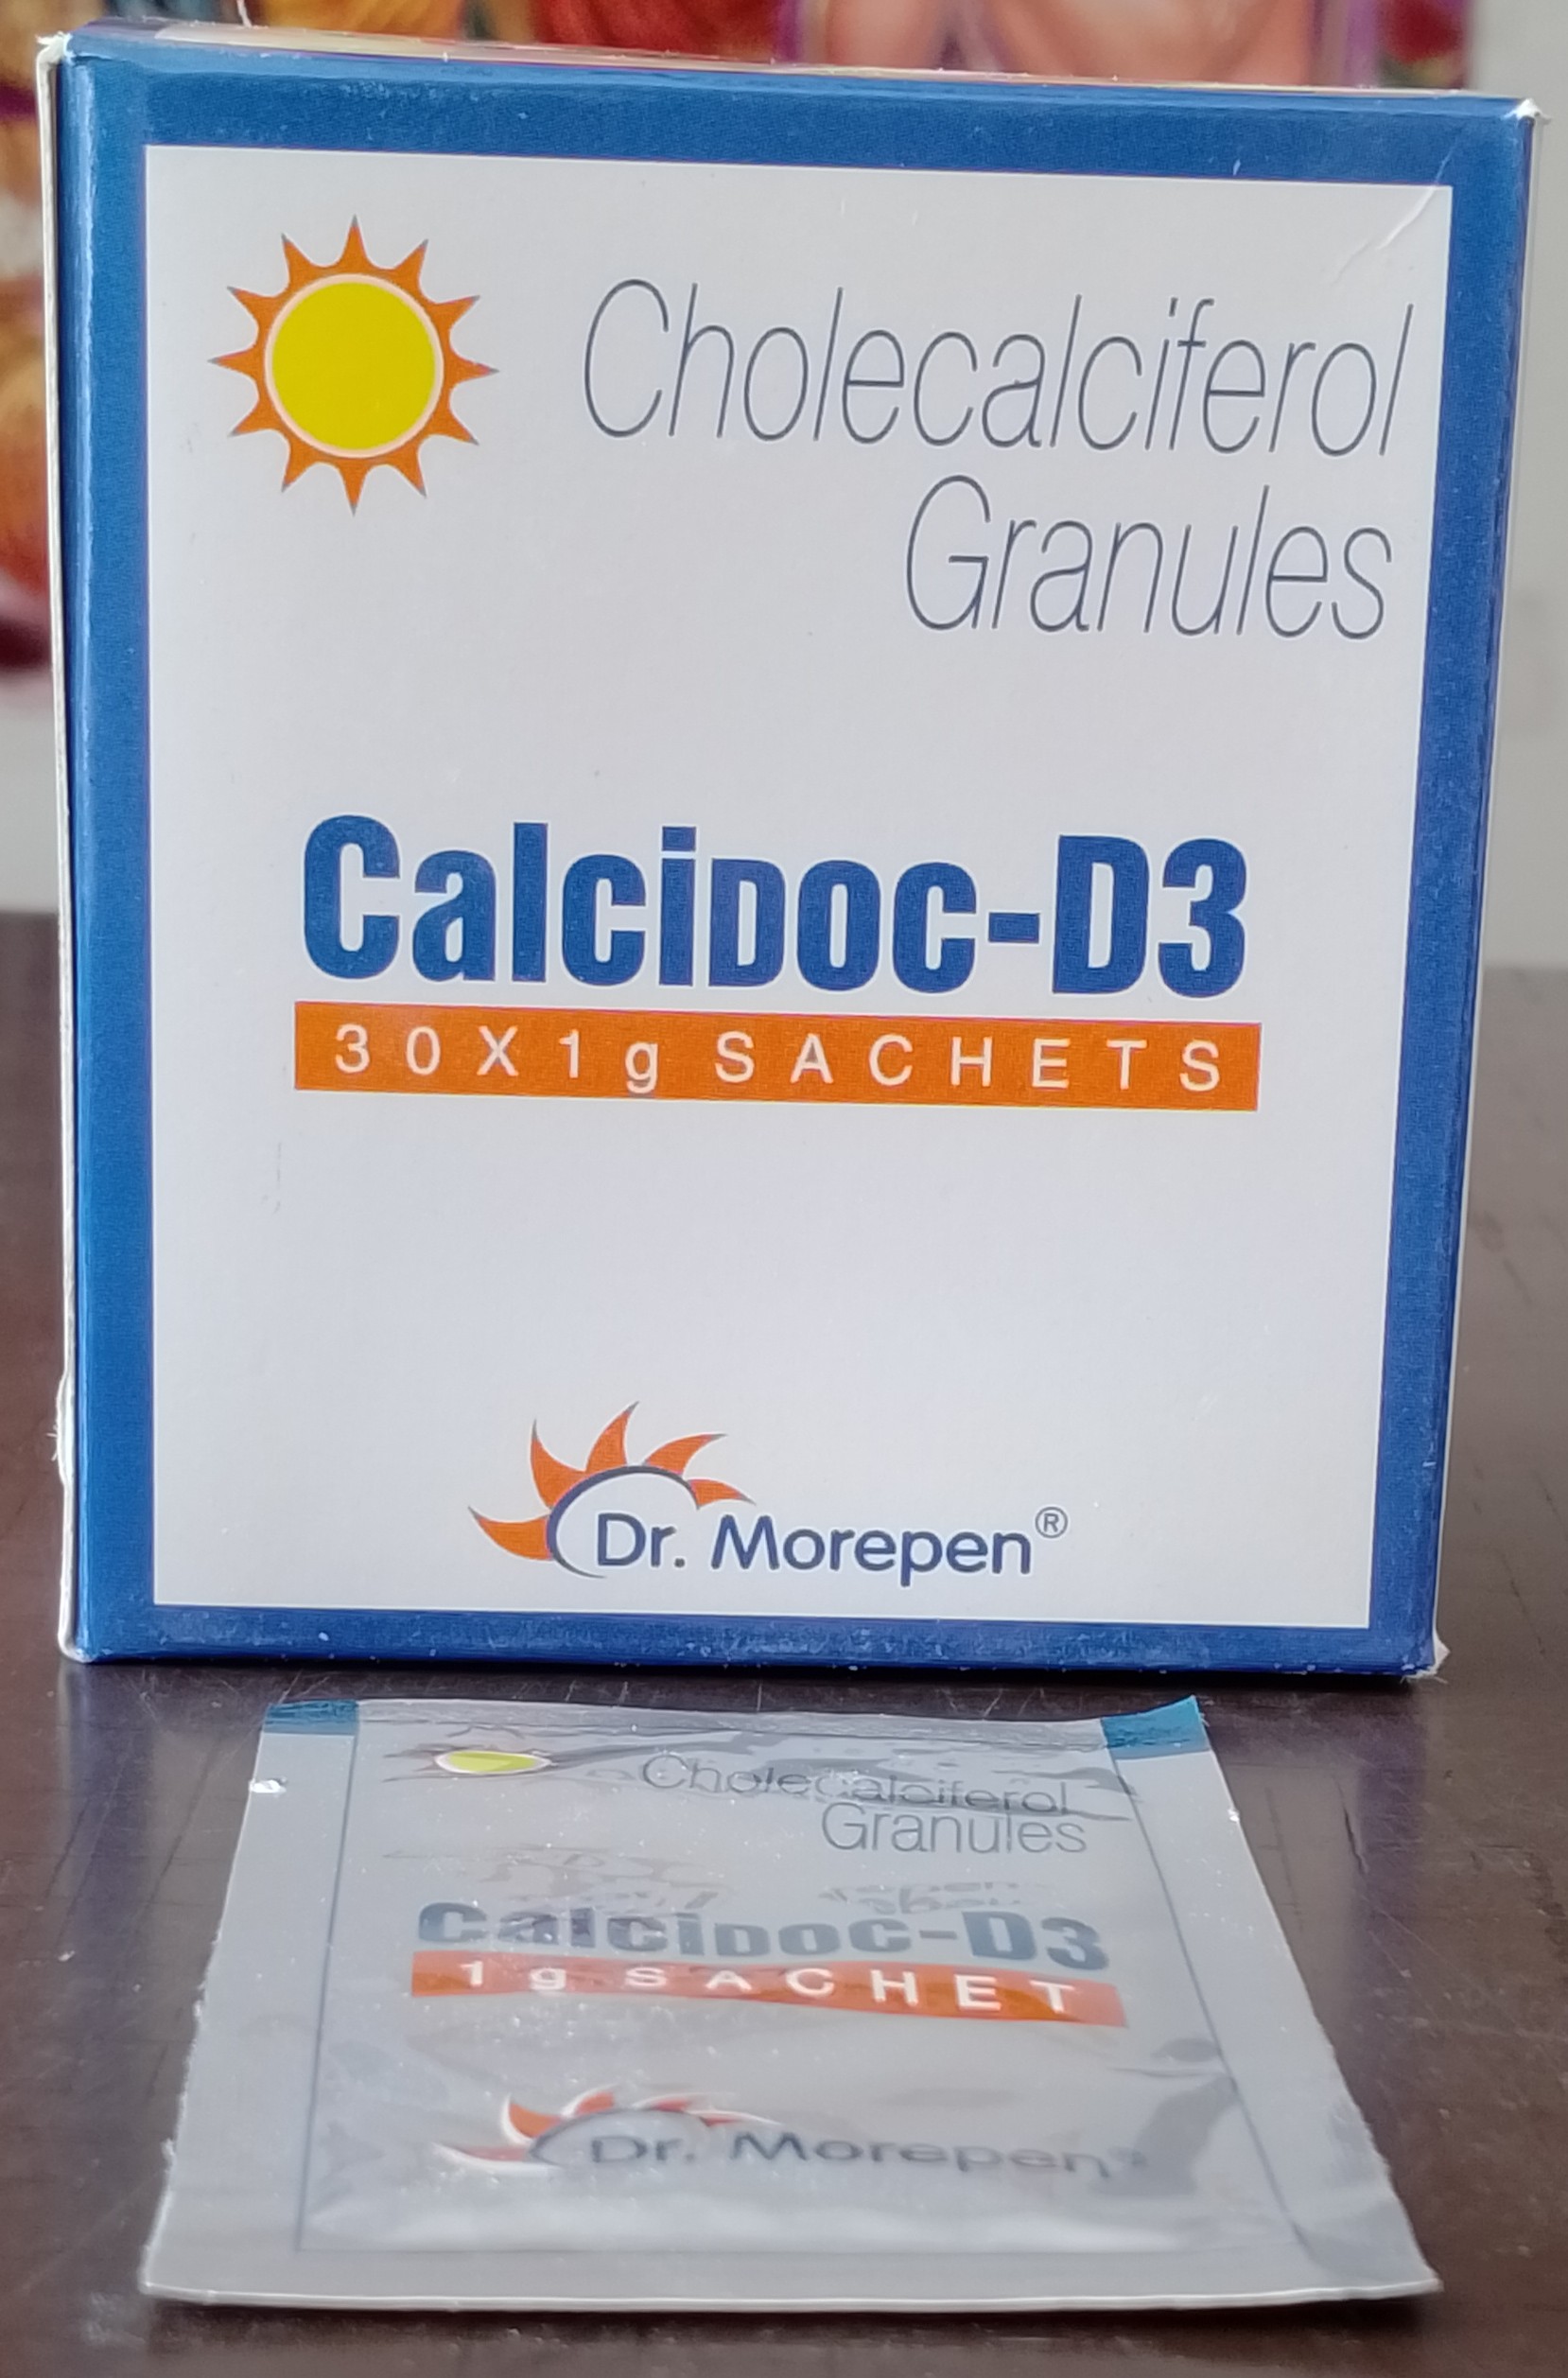 Cholecalciferol
Granules
CalciDOC-D3
30X1g SACHETS
Dr. Morepen®
Cholecalciferol
Granules
CalciDOC-D3
1g SACHET
Dr. Morepen®